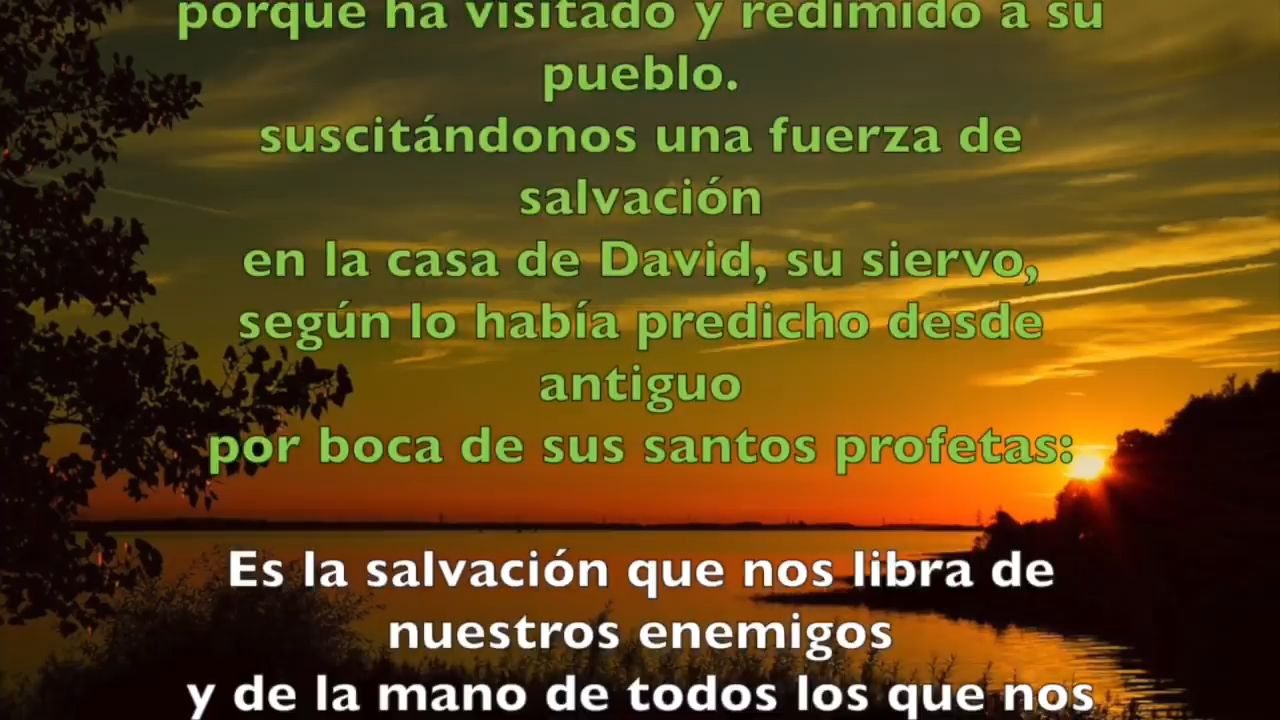 porque ha visitado y redimido a su
pueblo.
suscitándonos una fuerza de
salvación
en la casa de David, su siervo,
según lo había predicho desde
antiguo
por boca de sus santos profetas:
Es la salvación que nos libra de
nuestros enemigos
y de la mano de todos los que nos